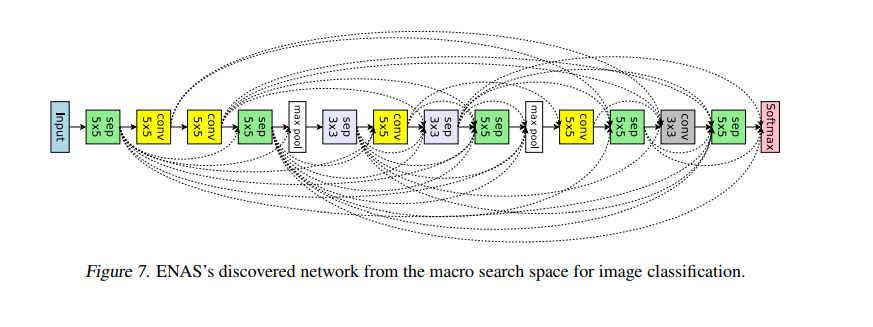 Input
sep
5x5
conv
5x5
conv
5x5
sep
5x5
max pool
sep
3x3
conv
5x5
sep
3x3
sep
5x5
max pool
conv
5x5
sep
5x5
conv
3x3
sep
5x5
Softmax
Figure 7. ENAS's discovered network from the macro search space for image classification.